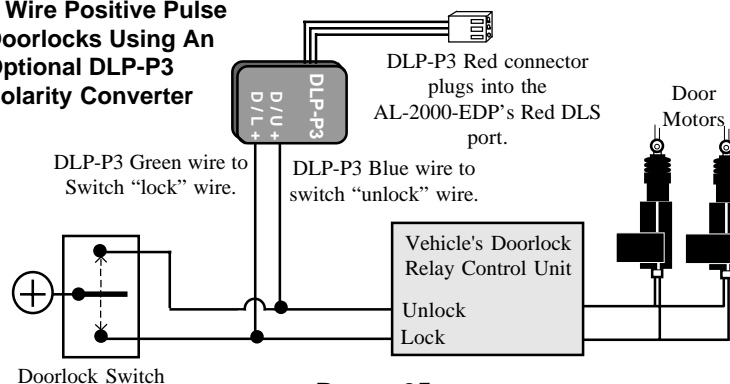 Wire Positive Pulse
Doorlocks Using An
Optional DLP-P3
Polarity Converter
DLP-P3
D/U+
D/L+
DLP-P3 Red connector
plugs into the
AL-2000-EDP's Red DLS
port.
Door
Motors
DLP-P3 Green wire to
Switch “lock” wire.
DLP-P3 Blue wire to
switch “unlock” wire.
Vehicle's Doorlock
Relay Control Unit
Unlock
Lock
Doorlock Switch